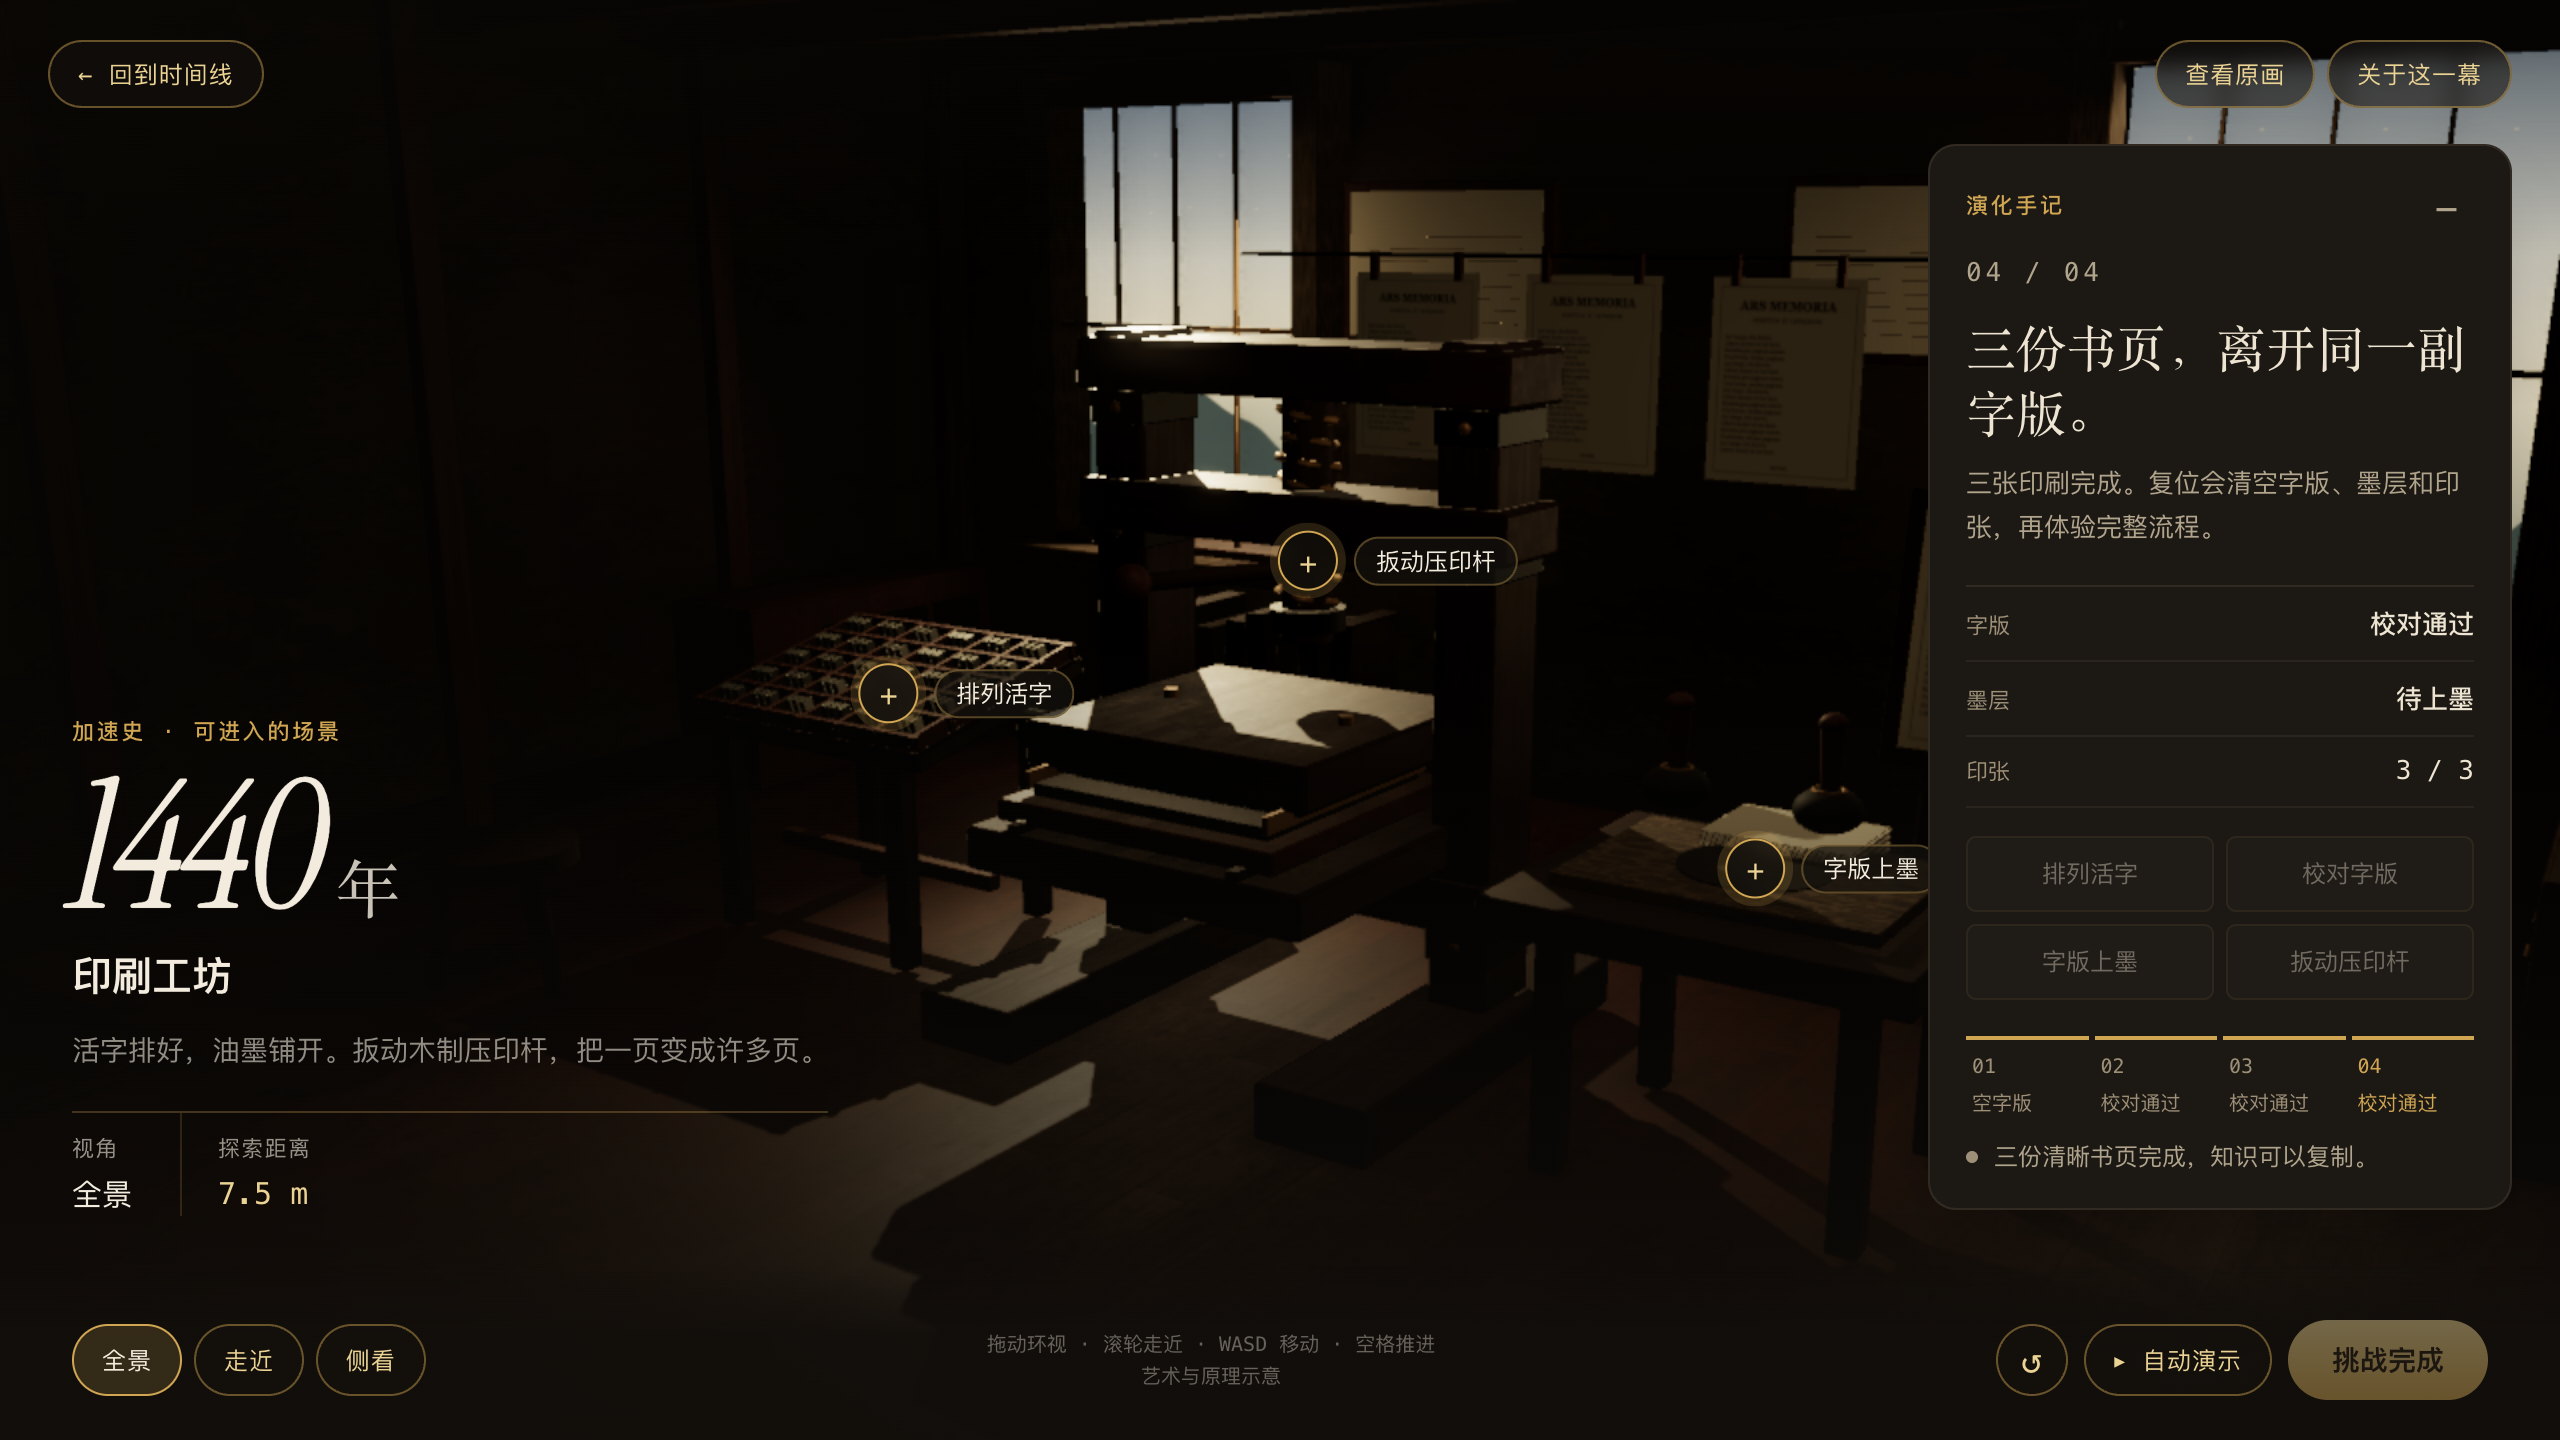 ← 回到时间线
查看原画
关于这一幕
ARS MEMORIA
ARS MEMORIA
ARS MEMORIA
扳动压印杆
排列活字
字版上墨
加速史 · 可进入的场景
1440年
印刷工坊
活字排好，油墨铺开。扳动木制压印杆，把一页变成许多页。
视角
全景
探索距离
7.5 m
演化手记
04 / 04
三份书页，离开同一副
字版。
三张印刷完成。复位会清空字版、墨层和印
张，再体验完整流程。
字版 校对通过
墨层 待上墨
印张 3 / 3
排列活字 校对字版
字版上墨 扳动压印杆
01 02 03 04
空字版 校对通过 校对通过 校对通过
三份清晰书页完成，知识可以复制。
全景 走近 侧看
拖动环视 · 滚轮走近 · WASD 移动 · 空格推进
艺术与原理示意
↺
▸ 自动演示
挑战完成